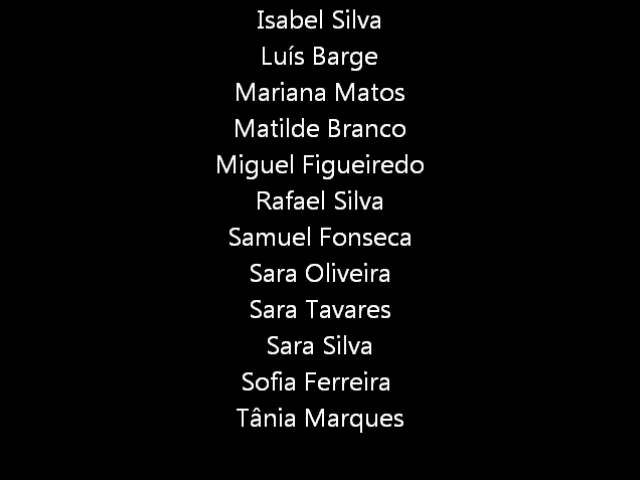 Isabel Silva
Luís Barge
Mariana Matos
Matilde Branco
Miguel Figueiredo
Rafael Silva
Samuel Fonseca
Sara Oliveira
Sara Tavares
Sara Silva
Sofia Ferreira
Tânia Marques